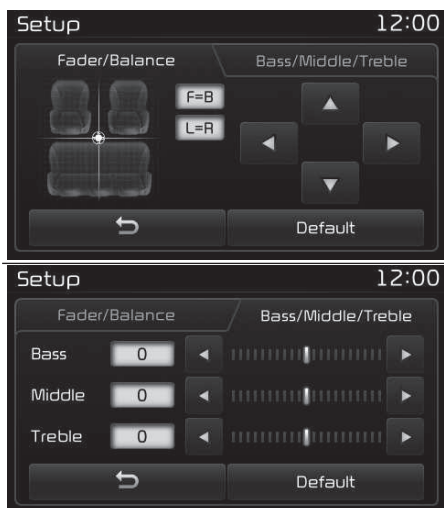 Setup 12:00
Fader/Balance Bass/Middle/Treble
F=B
L=R
Default
Setup 12:00
Fader/Balance Bass/Middle/Treble
Bass 0
Middle 0
Treble 0
Default